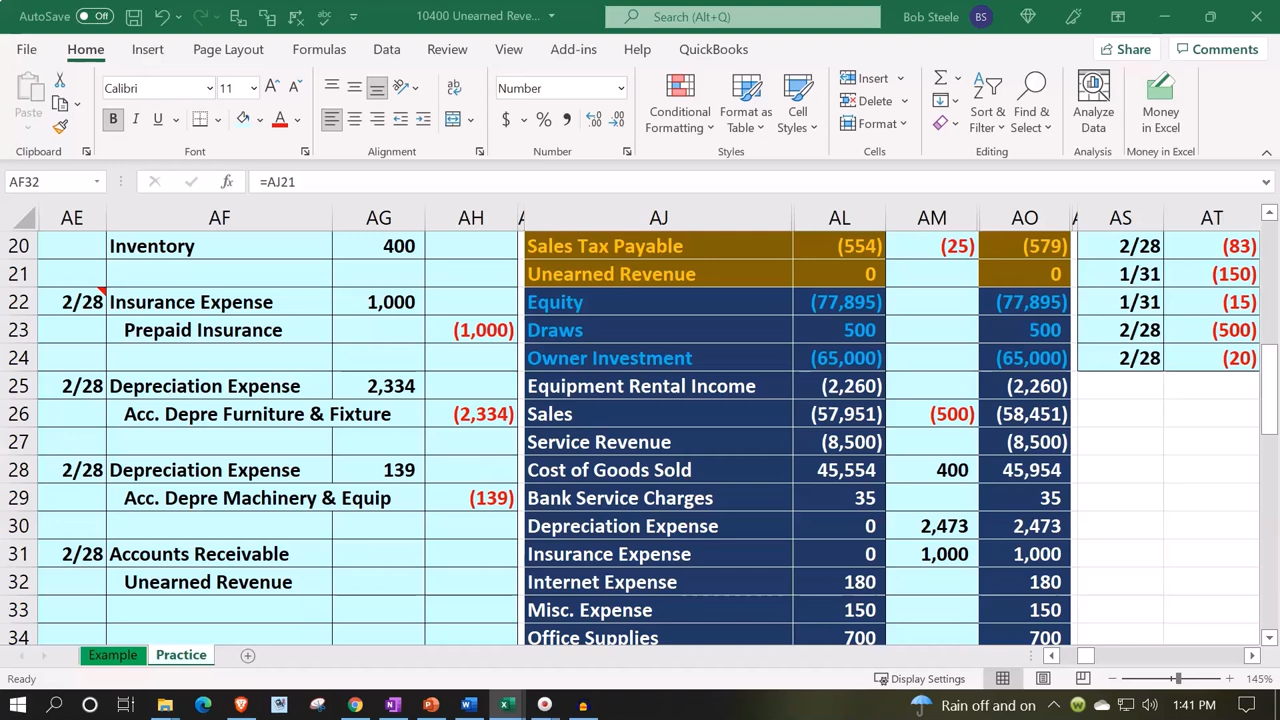 AutoSave Off 10400 Unearned Reve... Search (Alt+Q) Bob Steele BS
File Home Insert Page Layout Formulas Data Review View Add-ins Help QuickBooks Share Comments
Paste Calibri 11 A A B I U A Number $ % , Conditional Formatting Format as Table Cell Styles Insert Delete Format Sort & Filter Find & Select Analyze Data Money in Excel
Clipboard Font Alignment Number Styles Cells Editing Analysis Money in Excel
AF32 fx =AJ21
AE AF AG AH A AJ AL AM AO A AS AT
20 Inventory 400 Sales Tax Payable (554) (25) (579) 2/28 (83)
21 Unearned Revenue 0 0 1/31 (150)
22 2/28 Insurance Expense 1,000 Equity (77,895) (77,895) 1/31 (15)
23 Prepaid Insurance (1,000) Draws 500 500 2/28 (500)
24 Owner Investment (65,000) (65,000) 2/28 (20)
25 2/28 Depreciation Expense 2,334 Equipment Rental Income (2,260) (2,260)
26 Acc. Depre Furniture & Fixture (2,334) Sales (57,951) (500) (58,451)
27 Service Revenue (8,500) (8,500)
28 2/28 Depreciation Expense 139 Cost of Goods Sold 45,554 400 45,954
29 Acc. Depre Machinery & Equip (139) Bank Service Charges 35 35
30 Depreciation Expense 0 2,473 2,473
31 2/28 Accounts Receivable Insurance Expense 0 1,000 1,000
32 Unearned Revenue Internet Expense 180 180
33 Misc. Expense 150 150
34 Office Supplies 700 700
Example Practice
Ready Display Settings 145%
Rain off and on 1:41 PM